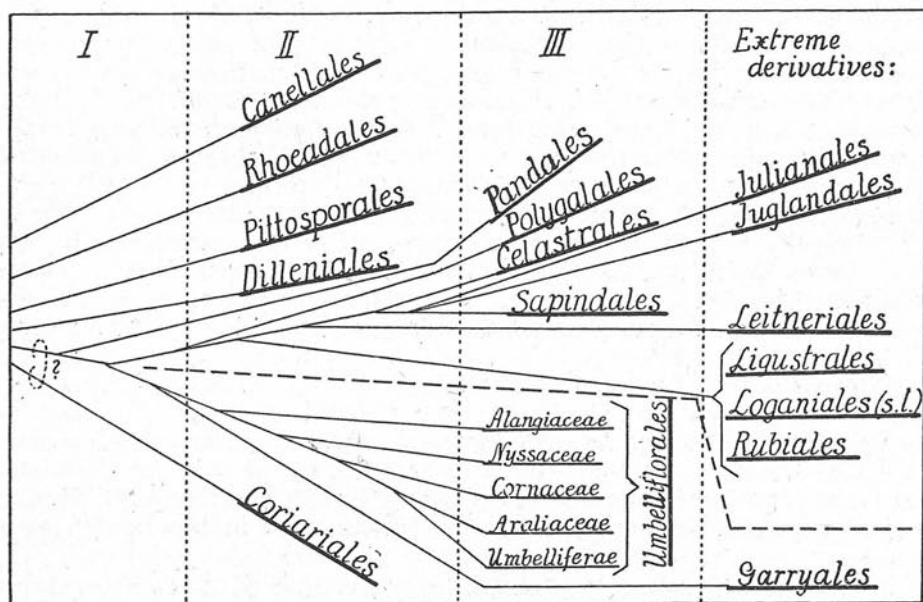 I
II
III
Extreme
derivatives:
Canellales
Rhoeadales
Pittosporales
Dilleniales
Pandales
Polygalales
Celastrales
Sapindales
Julianales
Juglandales
Leitneriales
Ligustrales
Loganiales (s.l.)
Rubiales
?
Alangiaceae
Nyssaceae
Cornaceae
Araliaceae
Umbelliferae
Umbelliflorales
Coriariales
Garryales